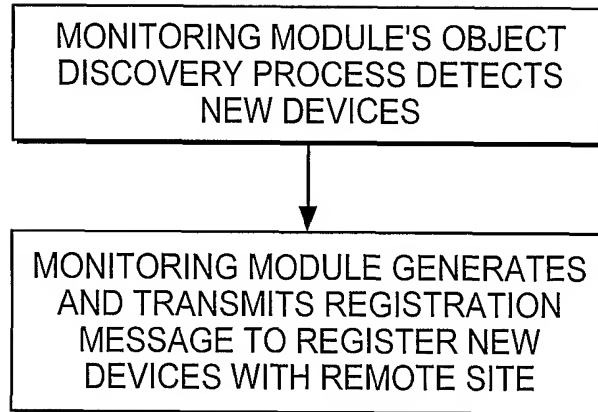 MONITORING MODULE'S OBJECT
DISCOVERY PROCESS DETECTS
NEW DEVICES
MONITORING MODULE GENERATES
AND TRANSMITS REGISTRATION
MESSAGE TO REGISTER NEW
DEVICES WITH REMOTE SITE